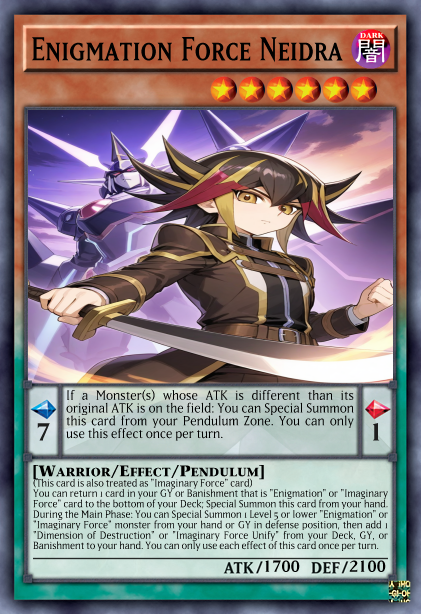 ENIGMATION FORCE NEIDRA
DARK
闇
If a Monster(s) whose ATK is different than its
original ATK is on the field: You can Special Summon
this card from your Pendulum Zone. You can only
use this effect once per turn.
7
1
[WARRIOR/EFFECT/PENDULUM]
(This card is also treated as "Imaginary Force" card)
You can return 1 card in your GY or Banishment that is "Enigmation" or "Imaginary
Force" card to the bottom of your Deck; Special Summon this card from your hand.
During the Main Phase: You can Special Summon 1 Level 5 or lower "Enigmation" or
"Imaginary Force" monster from your hand or GY in defense position, then add 1
"Dimension of Destruction" or "Imaginary Force Unify" from your Deck, GY, or
Banishment to your hand. You can only use each effect of this card once per turn.
ATK/1700 DEF/2100